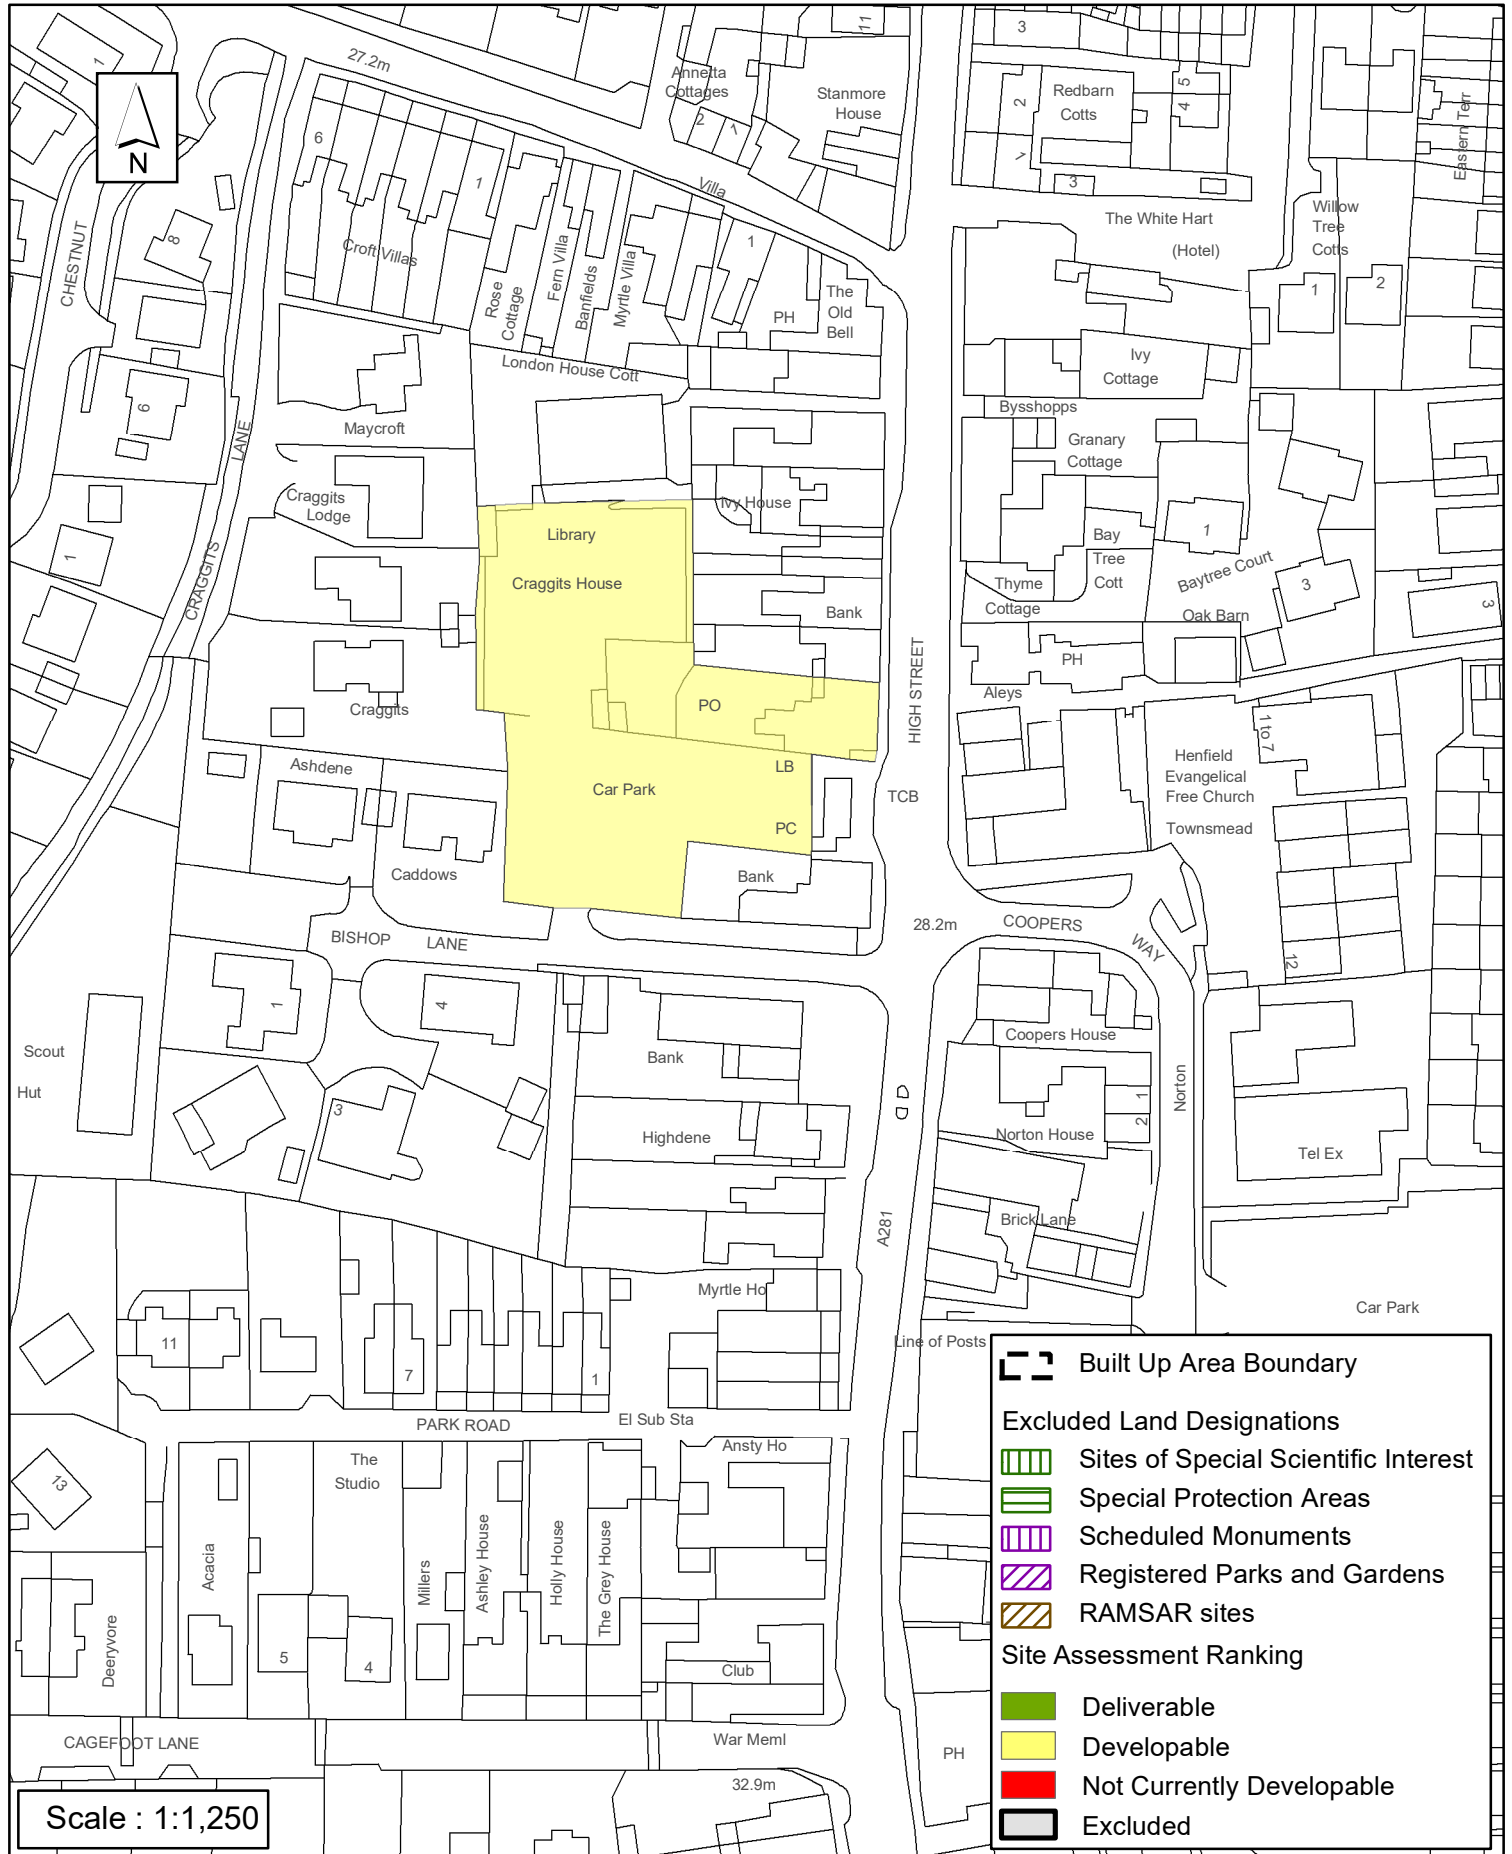 1
27.2m
11
3
N
6
Annetta
Cottages
2
1
Stanmore
House
2
1
Redbarn
Cotts
5
4
3
Eastern Terr
CHESTNUT
8
1
Croft Villas
Villa
The White Hart
(Hotel)
Willow
Tree
Cotts
Rose
Cottage
Fern Villa
Banfields
Myrtle Villa
1
PH
The
Old
Bell
1
2
London House Cott
Ivy
Cottage
6
LANE
Maycroft
Bysshopps
Granary
Cottage
Craggits
Lodge
Ivy House
Library
Craggits House
Bay
Tree
Cott
1
1
CRAGGITS
Thyme
Cottage
Baytree Court
3
3
Bank
Oak Barn
HIGH STREET
PH
Aleys
PO
Craggits
1 to 7
Henfield
Evangelical
Free Church
Ashdene
LB
Car Park
TCB
PC
Townsmead
Caddows
Bank
BISHOP
LANE
28.2m
COOPERS
WAY
12
1
4
Coopers House
Scout
Hut
Bank
Norton
1
2
3
Highdene
Norton House
Tel Ex
A281
Brick Lane
Myrtle Ho
Car Park
11
7
1
Line of Posts
PARK ROAD
El Sub Sta
Ansty Ho
The
Studio
13
Acacia
Millers
Ashley House
Holly House
The Grey House
Deeryvore
5
4
Club
CAGEFOOT LANE
War Meml
PH
32.9m
Scale : 1:1,250
Built Up Area Boundary
Excluded Land Designations
Sites of Special Scientific Interest
Special Protection Areas
Scheduled Monuments
Registered Parks and Gardens
RAMSAR sites
Site Assessment Ranking
Deliverable
Developable
Not Currently Developable
Excluded